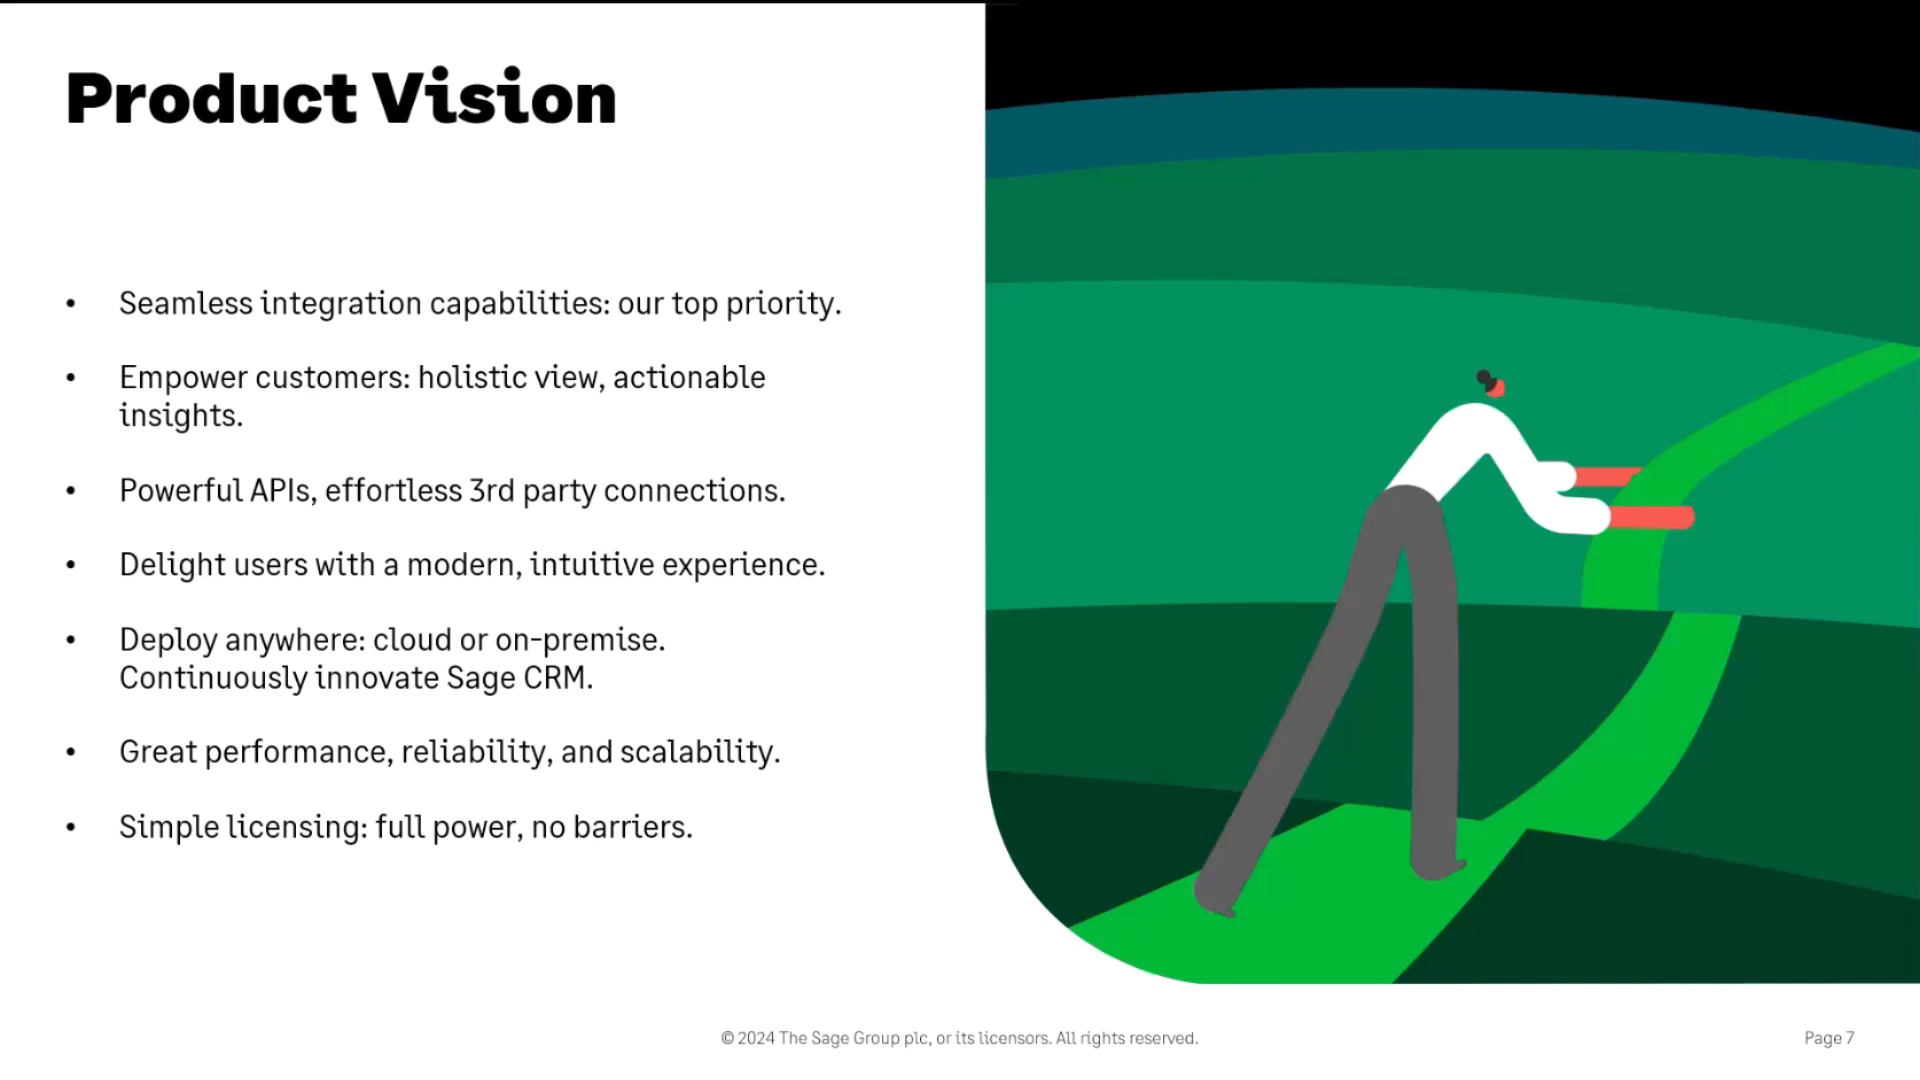 Product Vision
• Seamless integration capabilities: our top priority.
• Empower customers: holistic view, actionable
insights.
• Powerful APIs, effortless 3rd party connections.
• Delight users with a modern, intuitive experience.
• Deploy anywhere: cloud or on-premise.
Continuously innovate Sage CRM.
• Great performance, reliability, and scalability.
• Simple licensing: full power, no barriers.
© 2024 The Sage Group plc, or its licensors. All rights reserved.
Page 7